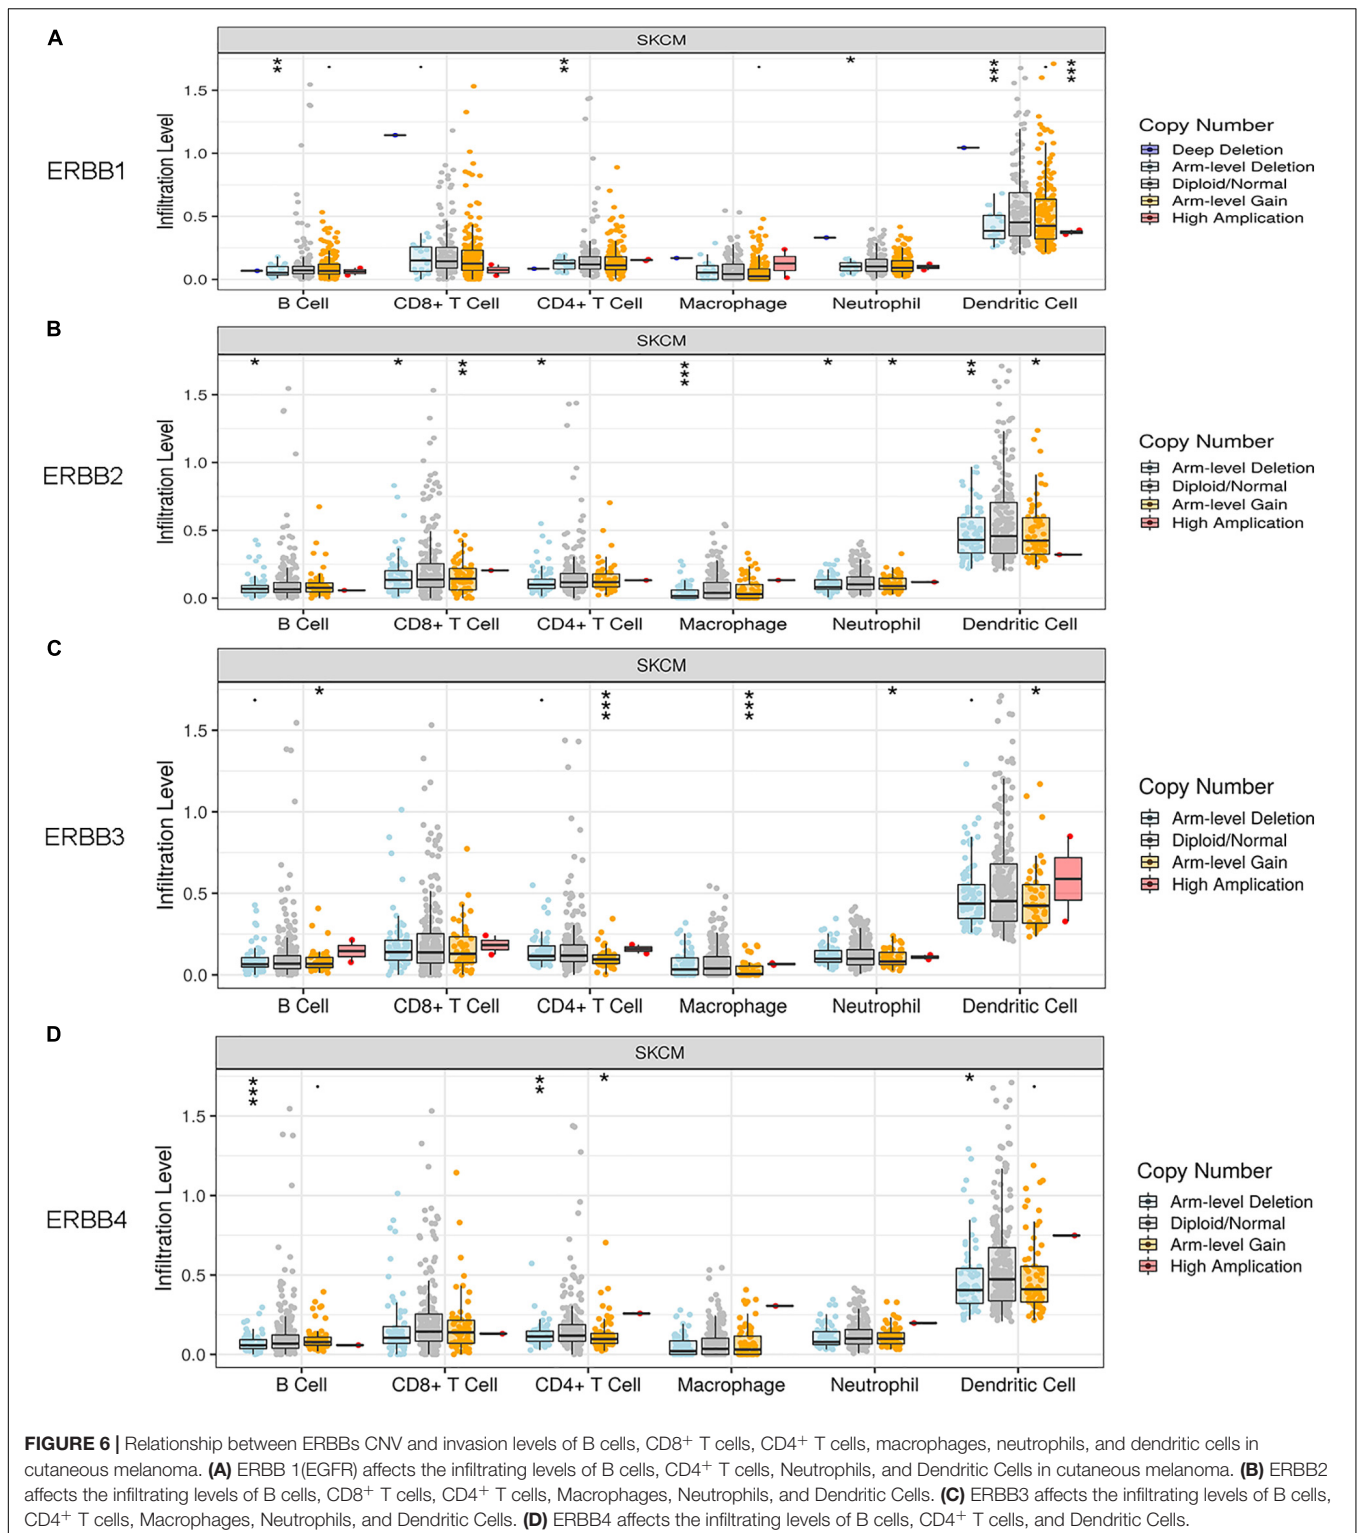 A
SKCM
** . . ** . * *** . ***
ERBB1
Infiltration Level
1.5
1.0
0.5
0.0
B Cell CD8+ T Cell CD4+ T Cell Macrophage Neutrophil Dendritic Cell
Copy Number
Deep Deletion
Arm-level Deletion
Diploid/Normal
Arm-level Gain
High Amplication
B
SKCM
* * ** * *** * * ** *
ERBB2
Infiltration Level
1.5
1.0
0.5
0.0
B Cell CD8+ T Cell CD4+ T Cell Macrophage Neutrophil Dendritic Cell
Copy Number
Arm-level Deletion
Diploid/Normal
Arm-level Gain
High Amplication
C
SKCM
. * . *** *** * . *
ERBB3
Infiltration Level
1.5
1.0
0.5
0.0
B Cell CD8+ T Cell CD4+ T Cell Macrophage Neutrophil Dendritic Cell
Copy Number
Arm-level Deletion
Diploid/Normal
Arm-level Gain
High Amplication
D
SKCM
*** . ** * * .
ERBB4
Infiltration Level
1.5
1.0
0.5
0.0
B Cell CD8+ T Cell CD4+ T Cell Macrophage Neutrophil Dendritic Cell
Copy Number
Arm-level Deletion
Diploid/Normal
Arm-level Gain
High Amplication
FIGURE 6 | Relationship between ERBBs CNV and invasion levels of B cells, CD8+ T cells, CD4+ T cells, macrophages, neutrophils, and dendritic cells in
cutaneous melanoma. (A) ERBB 1(EGFR) affects the infiltrating levels of B cells, CD4+ T cells, Neutrophils, and Dendritic Cells in cutaneous melanoma. (B) ERBB2
affects the infiltrating levels of B cells, CD8+ T cells, CD4+ T cells, Macrophages, Neutrophils, and Dendritic Cells. (C) ERBB3 affects the infiltrating levels of B cells,
CD4+ T cells, Macrophages, Neutrophils, and Dendritic Cells. (D) ERBB4 affects the infiltrating levels of B cells, CD4+ T cells, and Dendritic Cells.